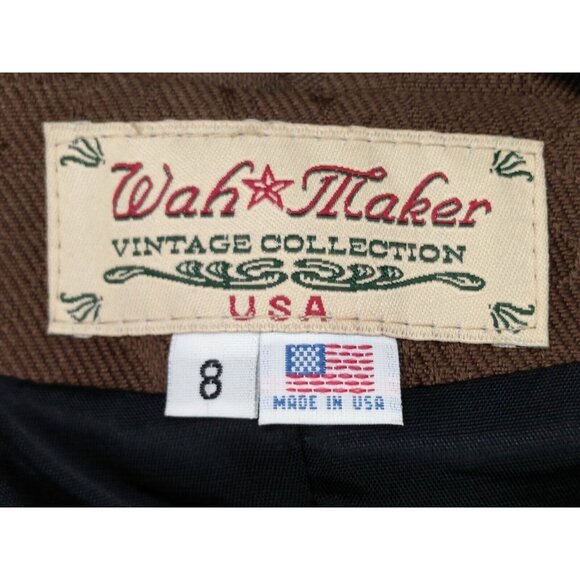 Wah Maker
VINTAGE COLLECTION
USA
8
MADE IN USA